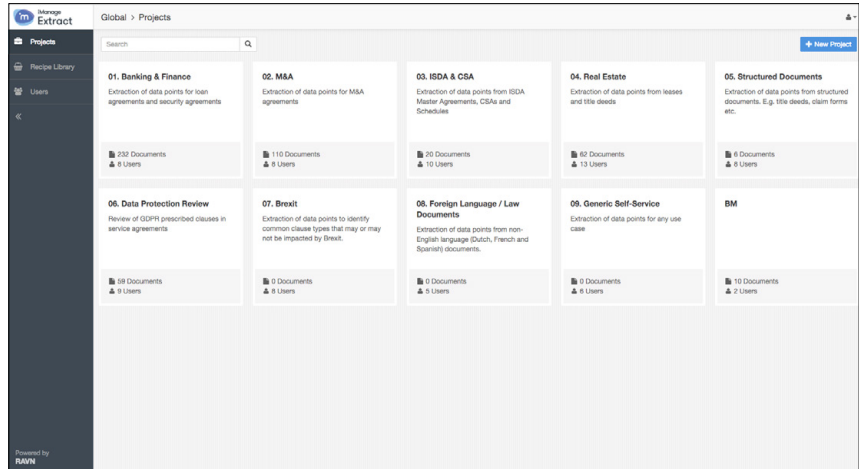 iManage
Extract
Global > Projects
Projects
Recipe Library
Users
Search
+ New Project
01. Banking & Finance
Extraction of data points for loan
agreements and security agreements
232 Documents
8 Users
02. M&A
Extraction of data points for M&A
agreements
110 Documents
8 Users
03. ISDA & CSA
Extraction of data points from ISDA
Master Agreements, CSAs and
Schedules
20 Documents
10 Users
04. Real Estate
Extraction of data points from leases
and title deeds
62 Documents
13 Users
05. Structured Documents
Extraction of data points from structured
documents. E.g. title deeds, claim forms
etc.
6 Documents
8 Users
06. Data Protection Review
Review of GDPR prescribed clauses in
service agreements
59 Documents
9 Users
07. Brexit
Extraction of data points to identify
common clause types that may or may
not be impacted by Brexit.
0 Documents
8 Users
08. Foreign Language / Law
Documents
Extraction of data points from non-
English language (Dutch, French and
Spanish) documents.
0 Documents
5 Users
09. Generic Self-Service
Extraction of data points for any use
case
0 Documents
6 Users
BM
10 Documents
2 Users
Powered by
RAVN